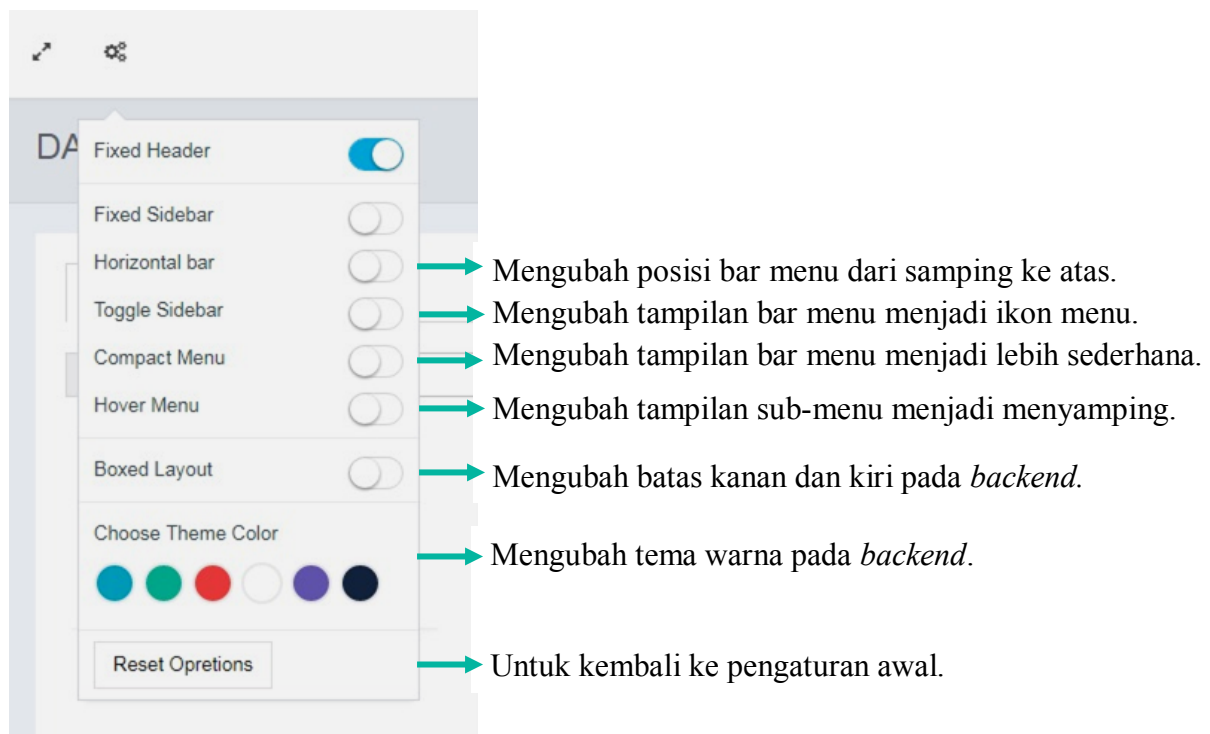 DA
Fixed Header
Fixed Sidebar
Horizontal bar Mengubah posisi bar menu dari samping ke atas.
Toggle Sidebar Mengubah tampilan bar menu menjadi ikon menu.
Compact Menu Mengubah tampilan bar menu menjadi lebih sederhana.
Hover Menu Mengubah tampilan sub-menu menjadi menyamping.
Boxed Layout Mengubah batas kanan dan kiri pada backend.
Choose Theme Color
Mengubah tema warna pada backend.
Reset Opretions Untuk kembali ke pengaturan awal.